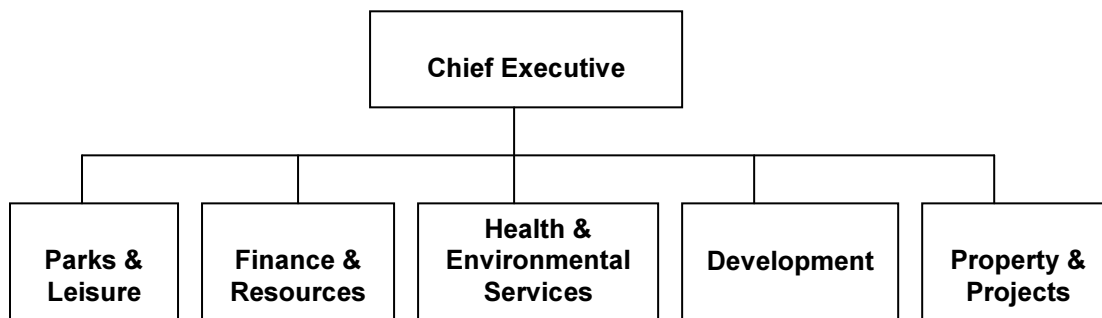 Chief Executive
Parks &
Leisure
Finance &
Resources
Health &
Environmental
Services
Development
Property &
Projects